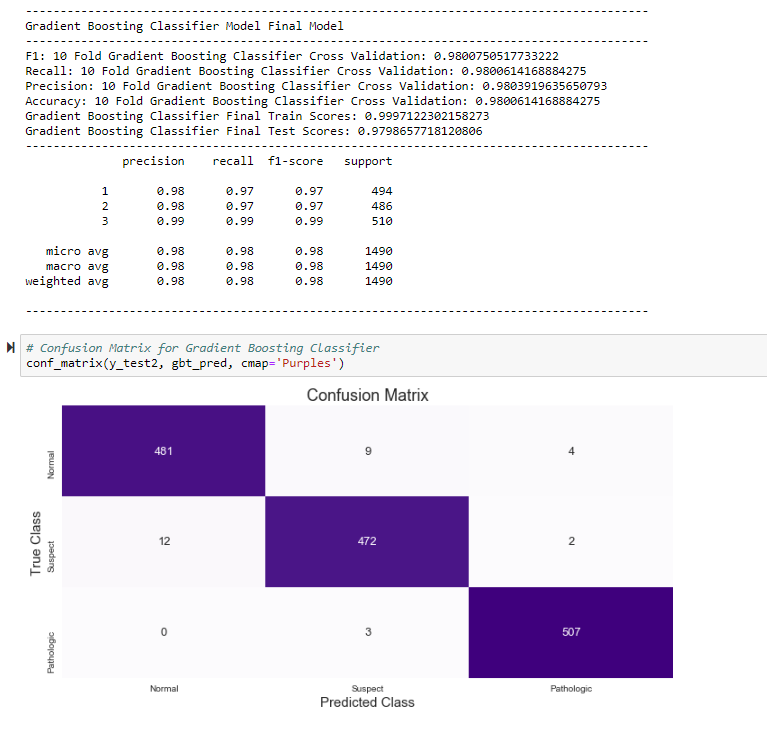 --------------------------------------------------------------------------------------
Gradient Boosting Classifier Model Final Model
--------------------------------------------------------------------------------------
F1: 10 Fold Gradient Boosting Classifier Cross Validation: 0.9800750517733222
Recall: 10 Fold Gradient Boosting Classifier Cross Validation: 0.9800614168884275
Precision: 10 Fold Gradient Boosting Classifier Cross Validation: 0.9803919635650793
Accuracy: 10 Fold Gradient Boosting Classifier Cross Validation: 0.9800614168884275
Gradient Boosting Classifier Final Train Scores: 0.9997122302158273
Gradient Boosting Classifier Final Test Scores: 0.9798657718120806
--------------------------------------------------------------------------------------
precision recall f1-score support
1 0.98 0.97 0.97 494
2 0.98 0.97 0.97 486
3 0.99 0.99 0.99 510
micro avg 0.98 0.98 0.98 1490
macro avg 0.98 0.98 0.98 1490
weighted avg 0.98 0.98 0.98 1490
--------------------------------------------------------------------------------------
# Confusion Matrix for Gradient Boosting Classifier
conf_matrix(y_test2, gbt_pred, cmap='Purples')
Confusion Matrix
True Class
Normal
481 9 4
Suspect
12 472 2
Pathologic
0 3 507
Normal Suspect Pathologic
Predicted Class